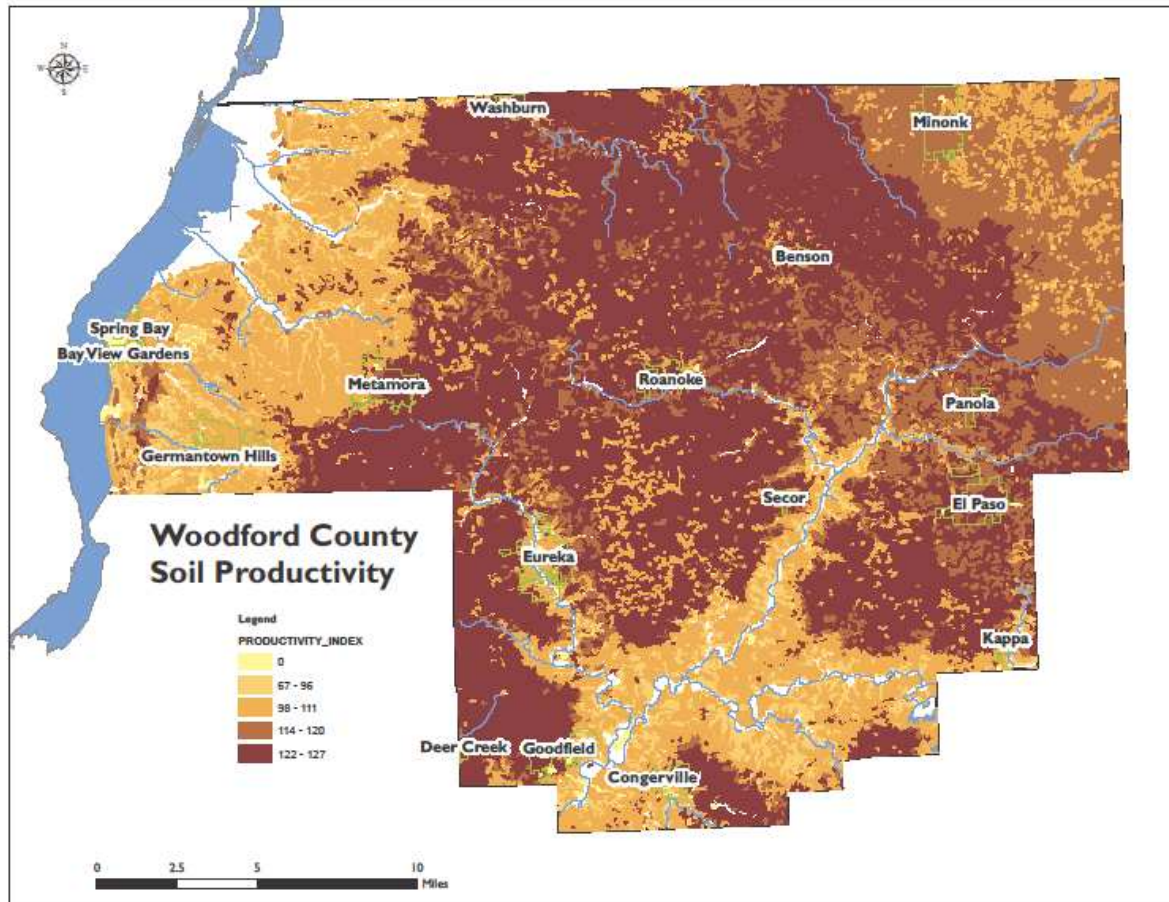 N
W E
S
Washburn
Minonk
Benson
Spring Bay
Bay View Gardens
Metamora
Roanoke
Panola
Germantown Hills
Secor
El Paso
Woodford County
Soil Productivity
Eureka
Legend
PRODUCTIVITY_INDEX
0
67 - 96
98 - 111
114 - 120
122 - 127
Kappa
Deer Creek
Goodfield
Congerville
0 2.5 5 10
Miles